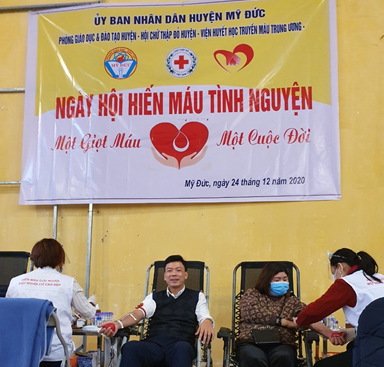 ỦY BAN NHÂN DÂN HUYỆN MỸ ĐỨC
PHÒNG GIÁO DỤC & ĐÀO TẠO HUYỆN - HỘI CHỮ THẬP ĐỎ HUYỆN - VIỆN HUYẾT HỌC TRUYỀN MÁU TRUNG ƯƠNG -
NGÀY HỘI HIẾN MÁU TÌNH NGUYỆN
Một Giọt Máu Một Cuộc Đời
Mỹ Đức, ngày 24 tháng 12 năm 2020